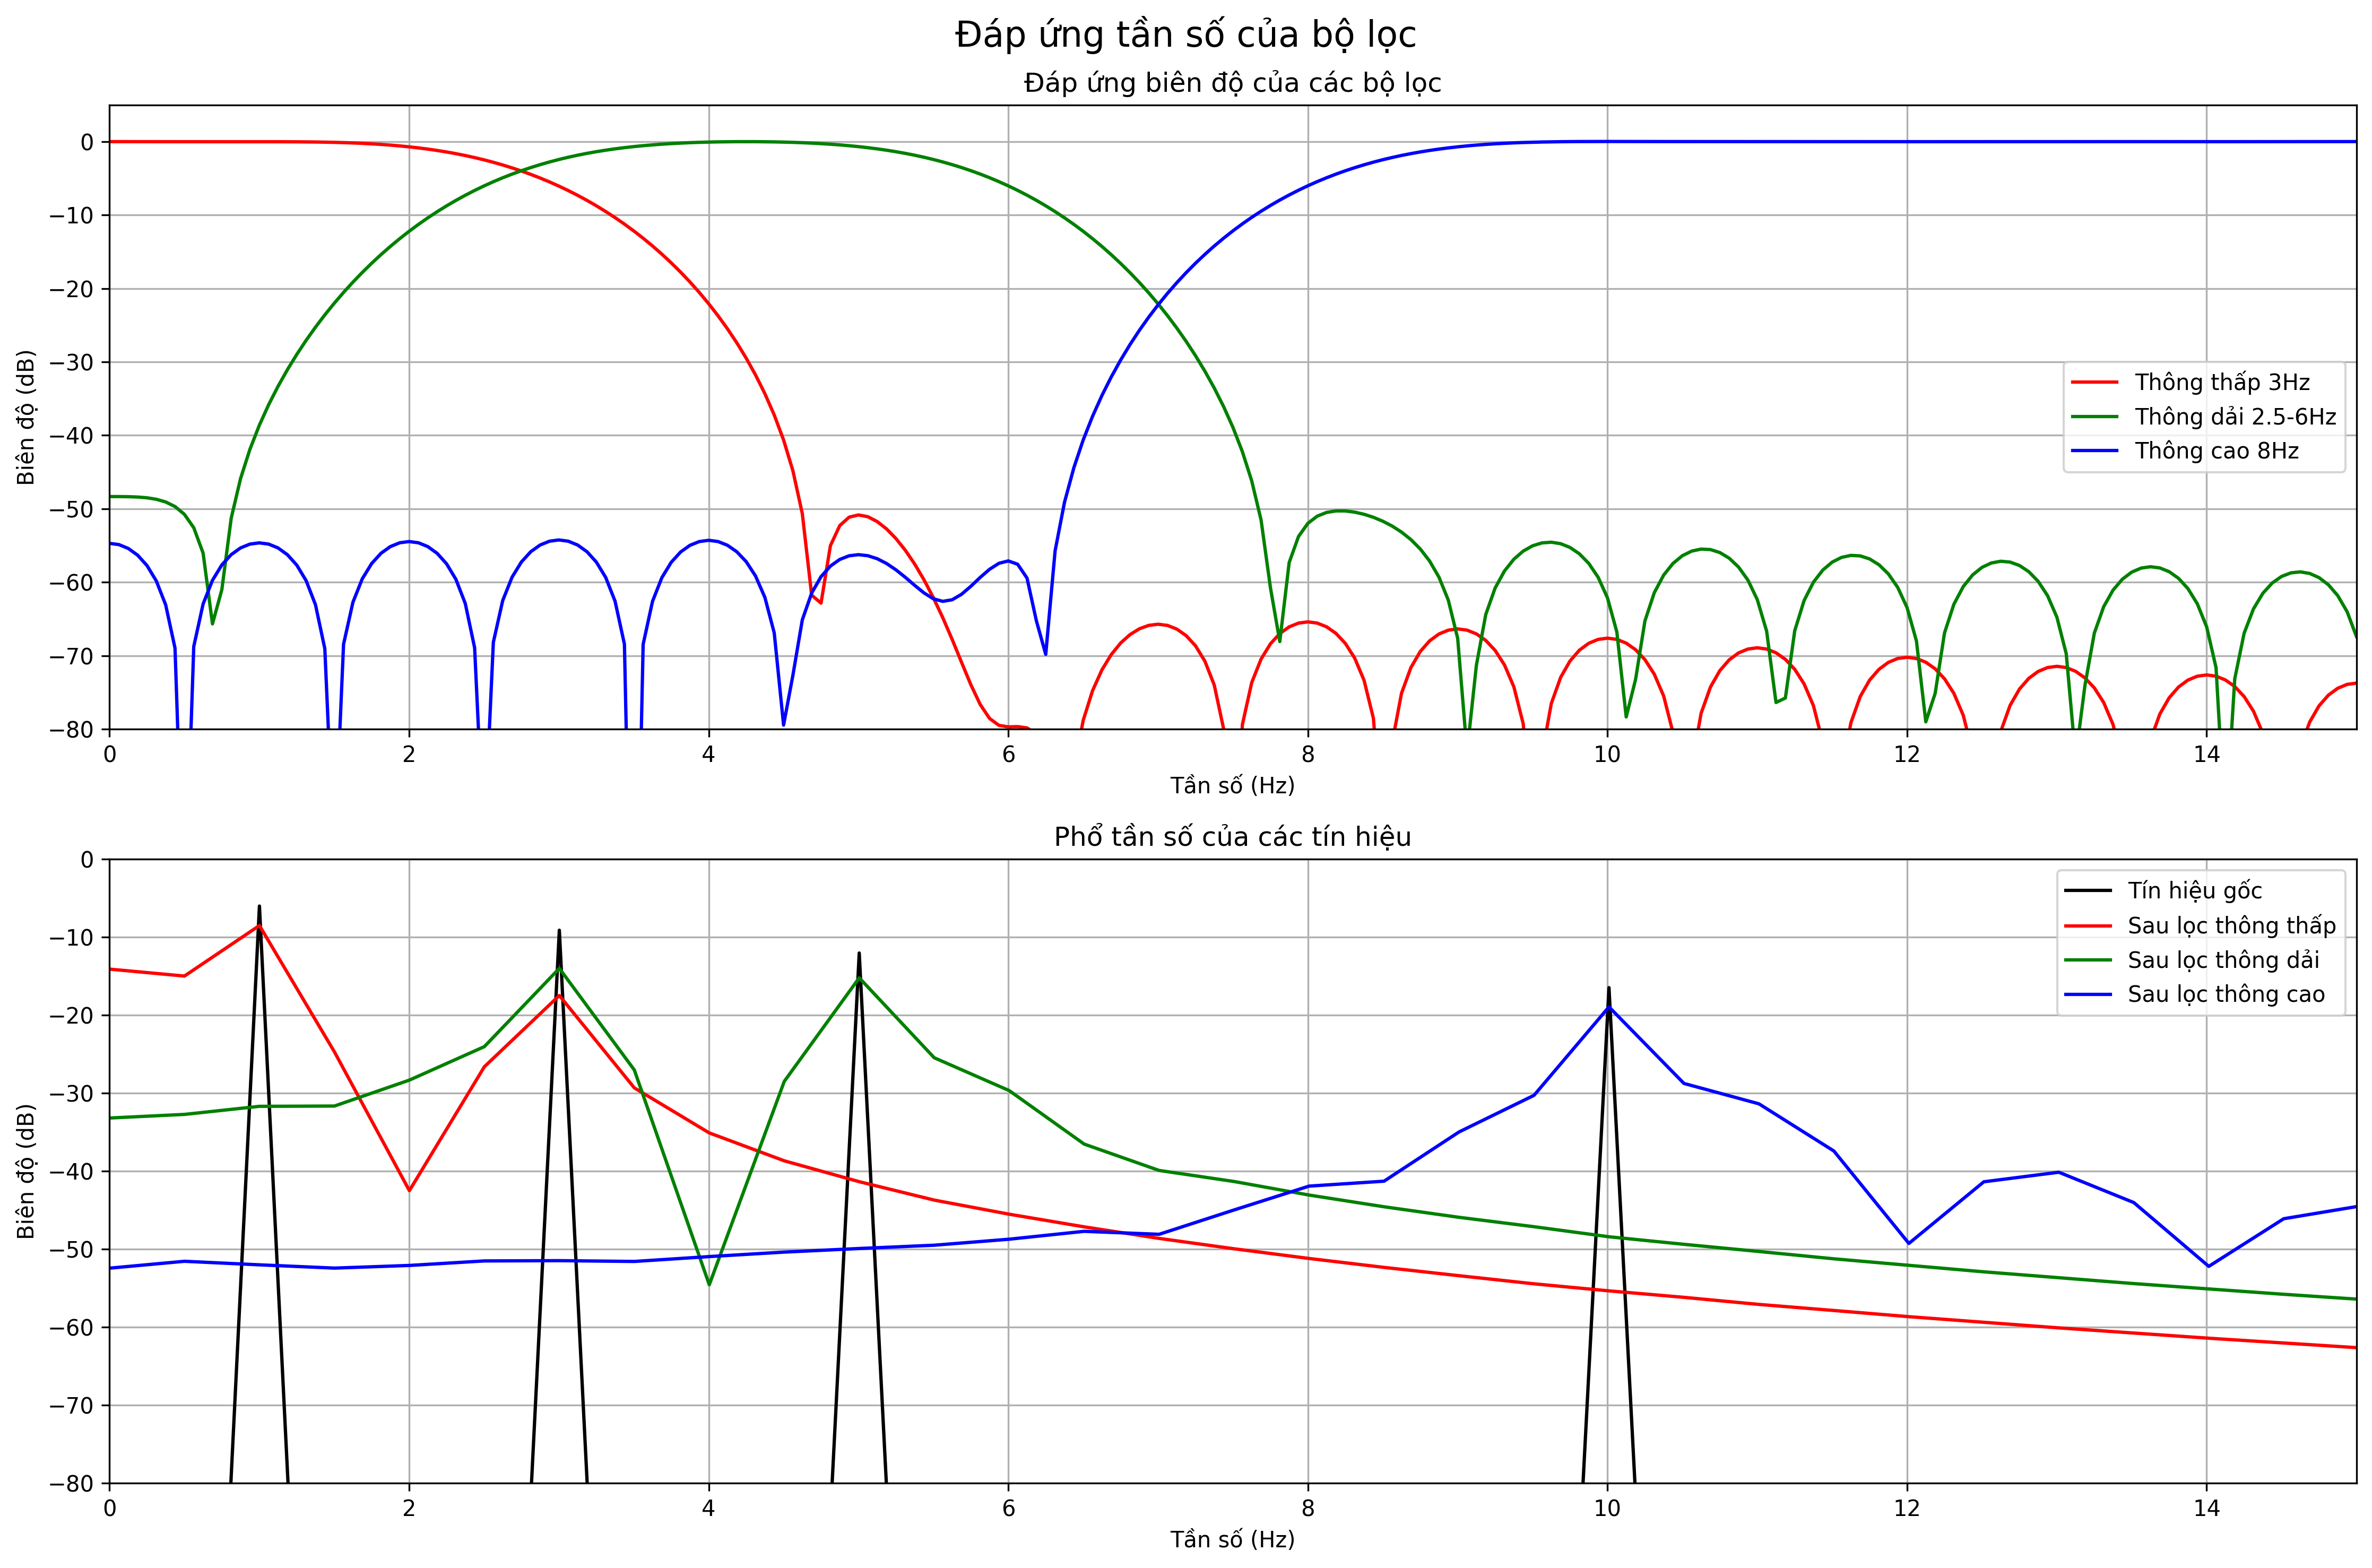 Đáp ứng tần số của bộ lọc
Đáp ứng biên độ của các bộ lọc
Biên độ (dB)
0
−10
−20
−30
−40
−50
−60
−70
−80
Thông thấp 3Hz
Thông dải 2.5-6Hz
Thông cao 8Hz
0 2 4 6 8 10 12 14
Tần số (Hz)
Phổ tần số của các tín hiệu
Biên độ (dB)
0
−10
−20
−30
−40
−50
−60
−70
−80
Tín hiệu gốc
Sau lọc thông thấp
Sau lọc thông dải
Sau lọc thông cao
0 2 4 6 8 10 12 14
Tần số (Hz)